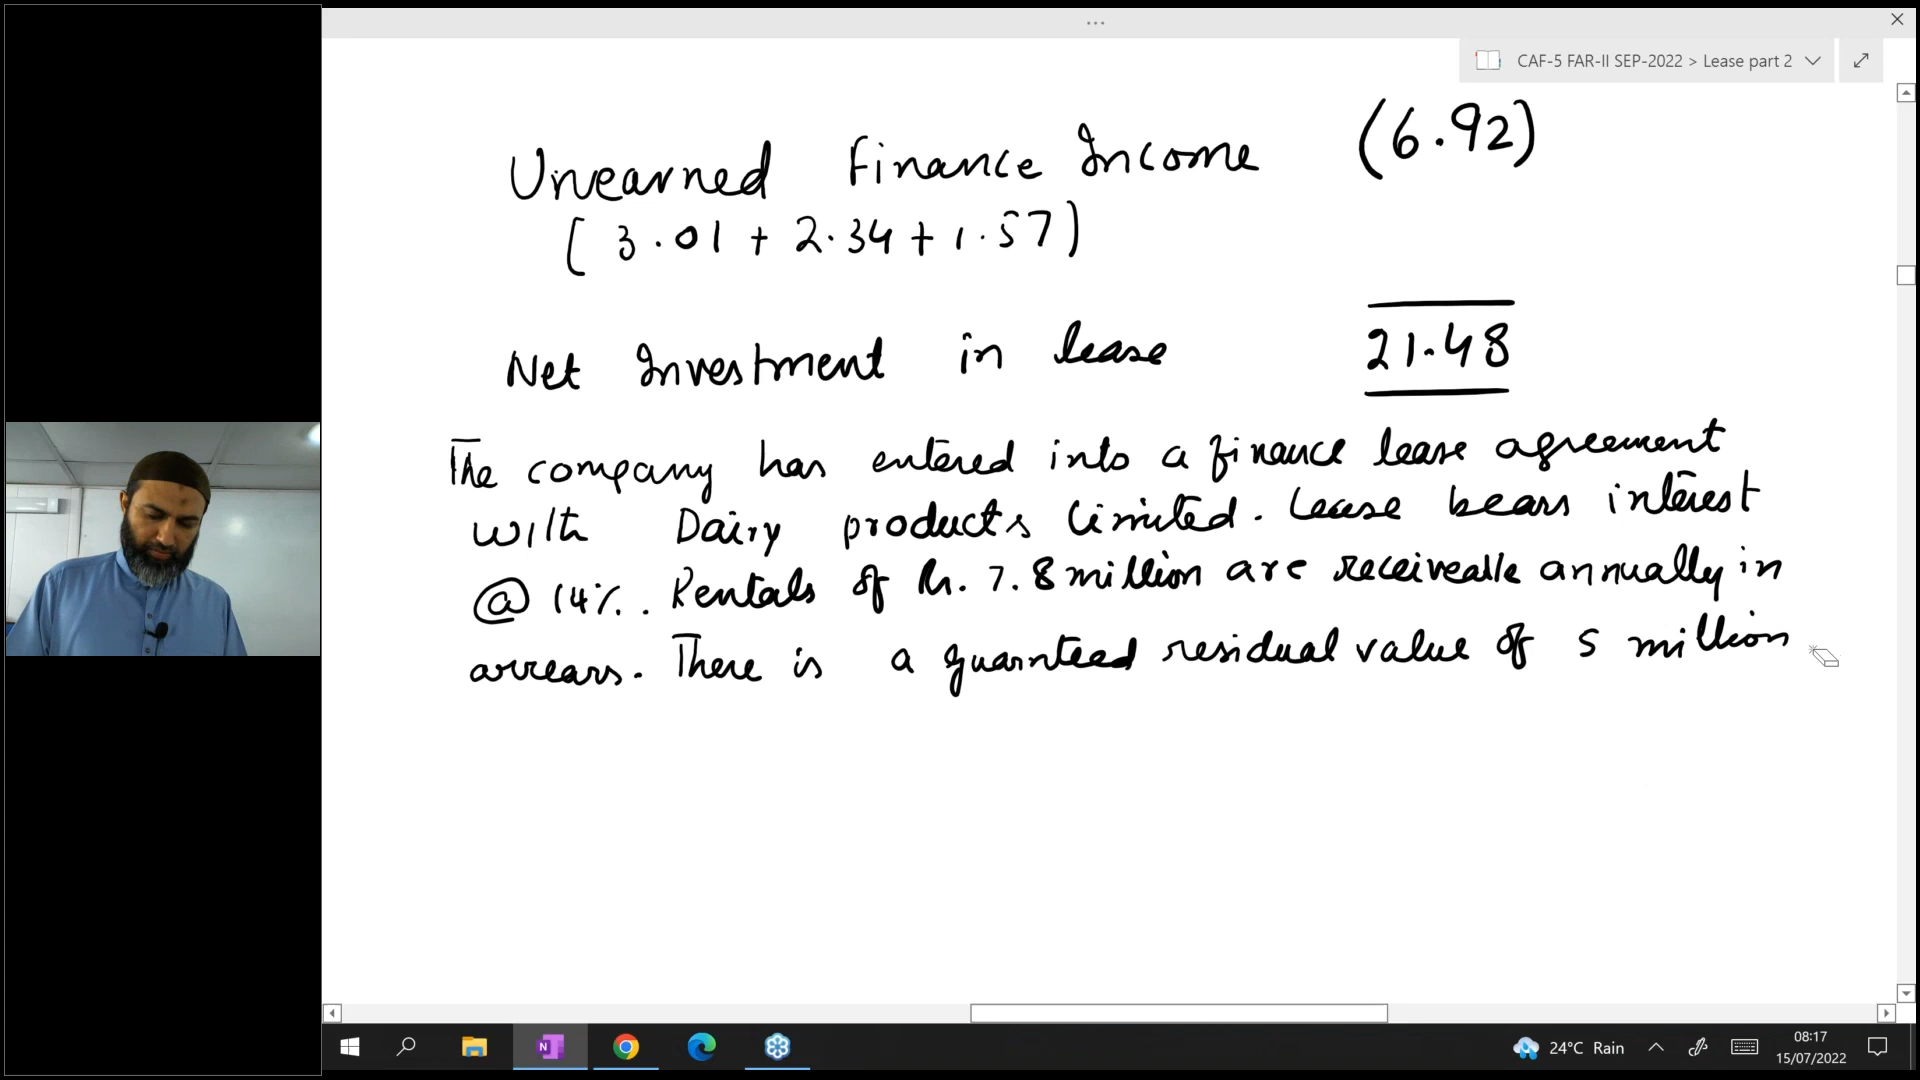 CAF-5 FAR-II SEP-2022 > Lease part 2
Unearned Finance Income (6.92)
[3.01 + 2.34 + 1.57)
Net Investment in lease 21.48
The company has entered into a finance lease agreement
with Dairy products limited. Lease bears interest
@ 14%. Rentals of Rs. 7.8 million are receiveable annually in
arrears. There is a guarnteed residual value of 5 million
24°C Rain
08:17
15/07/2022